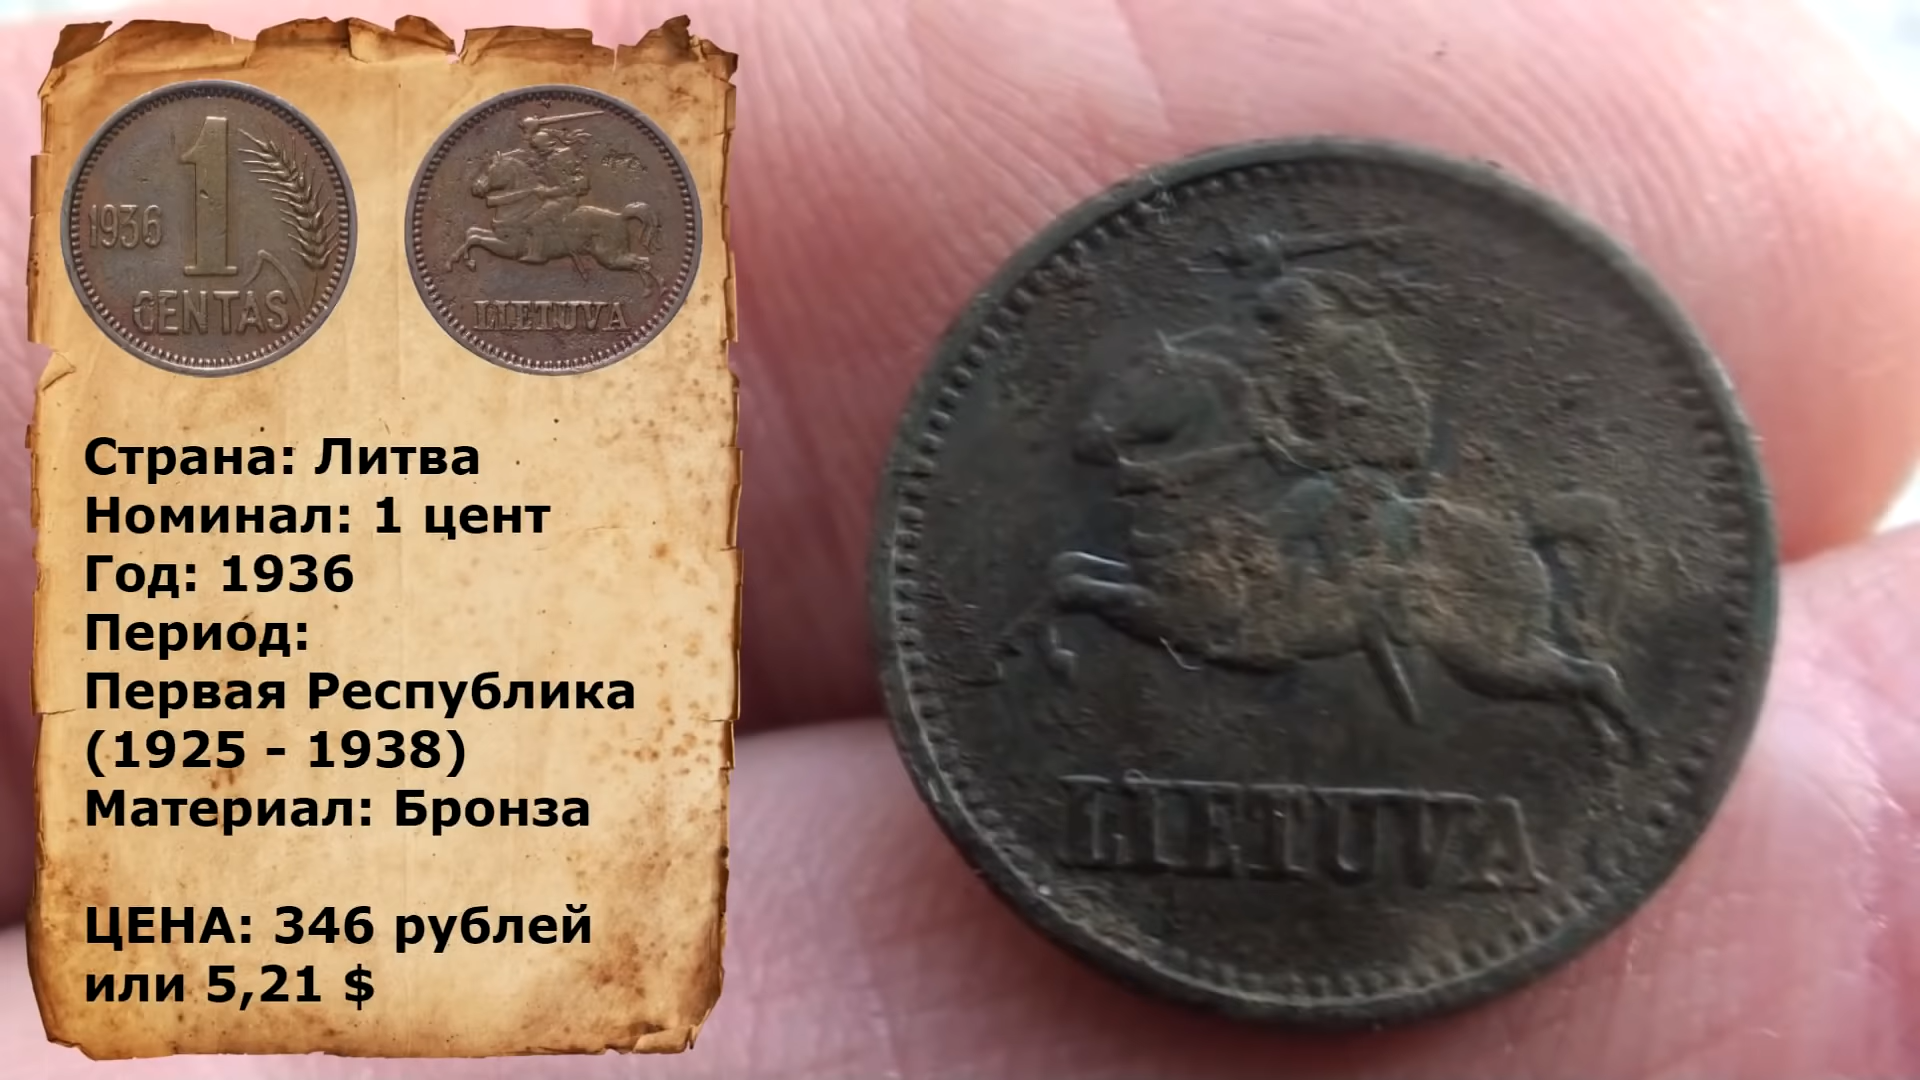 1936
1
CENTAS
LIETUVA
Страна: Литва
Номинал: 1 цент
Год: 1936
Период:
Первая Республика
(1925 - 1938)
Материал: Бронза
ЦЕНА: 346 рублей
или 5,21 $
LIETUVA